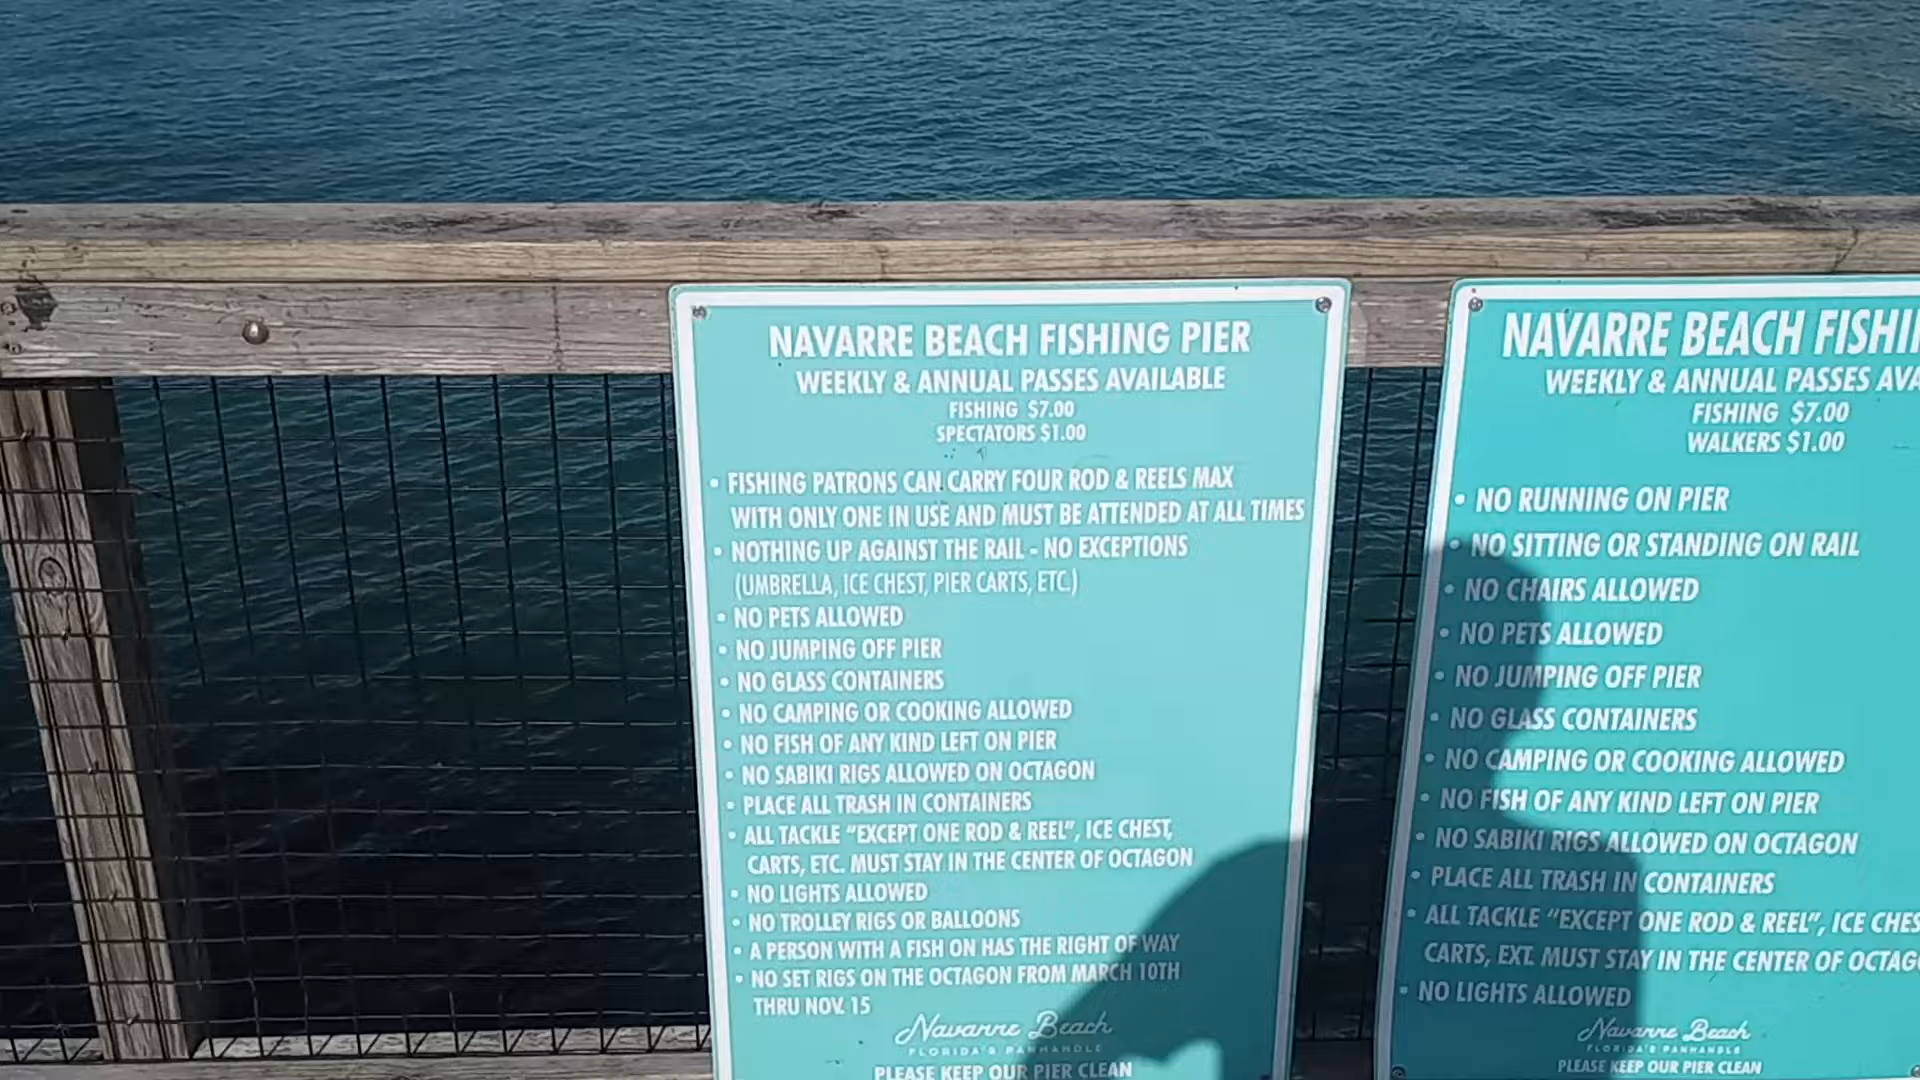 NAVARRE BEACH FISHING PIER
WEEKLY & ANNUAL PASSES AVAILABLE
FISHING $7.00
SPECTATORS $1.00
• FISHING PATRONS CAN CARRY FOUR ROD & REELS MAX
WITH ONLY ONE IN USE AND MUST BE ATTENDED AT ALL TIMES
• NOTHING UP AGAINST THE RAIL - NO EXCEPTIONS
(UMBRELLA, ICE CHEST, PIER CARTS, ETC.)
• NO PETS ALLOWED
• NO JUMPING OFF PIER
• NO GLASS CONTAINERS
• NO CAMPING OR COOKING ALLOWED
• NO FISH OF ANY KIND LEFT ON PIER
• NO SABIKI RIGS ALLOWED ON OCTAGON
• PLACE ALL TRASH IN CONTAINERS
• ALL TACKLE "EXCEPT ONE ROD & REEL", ICE CHEST,
CARTS, ETC. MUST STAY IN THE CENTER OF OCTAGON
• NO LIGHTS ALLOWED
• NO TROLLEY RIGS OR BALLOONS
• A PERSON WITH A FISH ON HAS THE RIGHT OF WAY
• NO SET RIGS ON THE OCTAGON FROM MARCH 10TH
THRU NOV. 15
Navarre Beach
FLORIDA'S PANHANDLE
PLEASE KEEP OUR PIER CLEAN
NAVARRE BEACH FISHI
WEEKLY & ANNUAL PASSES AVA
FISHING $7.00
WALKERS $1.00
• NO RUNNING ON PIER
• NO SITTING OR STANDING ON RAIL
• NO CHAIRS ALLOWED
• NO PETS ALLOWED
• NO JUMPING OFF PIER
• NO GLASS CONTAINERS
• NO CAMPING OR COOKING ALLOWED
• NO FISH OF ANY KIND LEFT ON PIER
• NO SABIKI RIGS ALLOWED ON OCTAGON
• PLACE ALL TRASH IN CONTAINERS
• ALL TACKLE "EXCEPT ONE ROD & REEL", ICE CHES
CARTS, EXT. MUST STAY IN THE CENTER OF OCTAG
• NO LIGHTS ALLOWED
Navarre Beach
FLORIDA'S PANHANDLE
PLEASE KEEP OUR PIER CLEAN